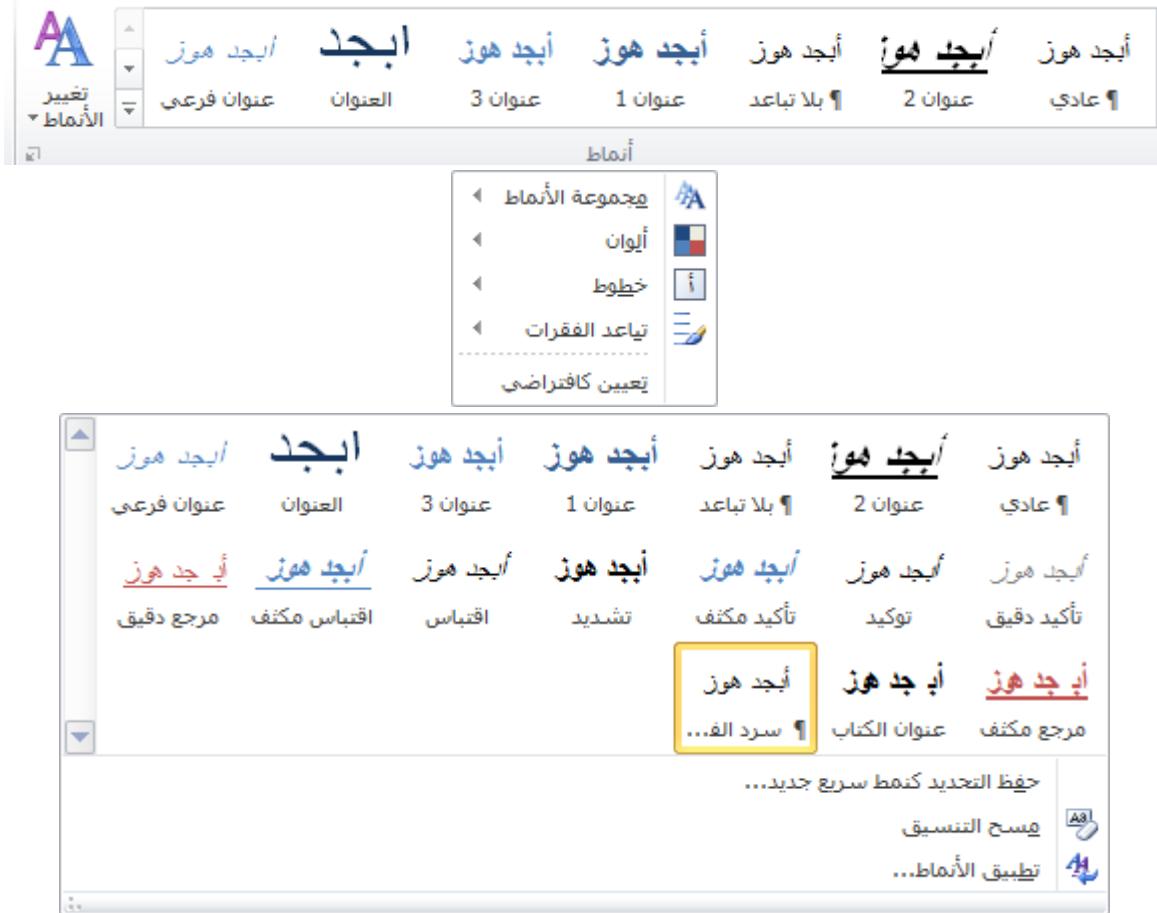 أبجد هوز أبجد هوز أبجد هوز أبجد هوز أبجد هوز ابجد أبجد هوز
¶ عادي عنوان 2 ¶ بلا تباعد عنوان 1 عنوان 3 العنوان عنوان فرعي
تغيير
الأنماط
أنماط
مجموعة الأنماط
ألوان
خطوط
تباعد الفقرات
تعيين كافتراضي
أبجد هوز أبجد هوز أبجد هوز أبجد هوز أبجد هوز ابجد أبجد هوز
¶ عادي عنوان 2 ¶ بلا تباعد عنوان 1 عنوان 3 العنوان عنوان فرعي
أبجد هوز أبجد هوز أبجد هوز أبجد هوز أبجد هوز أبجد هوز أب جد هوز
تأكيد دقيق توكيد تأكيد مكثف تشديد اقتباس اقتباس مكثف مرجع دقيق
أب جد هوز أب جد هوز أبجد هوز
مرجع مكثف عنوان الكتاب ¶ سرد الف...
حفظ التحديد كنمط سريع جديد...
مسح التنسيق
تطبيق الأنماط...